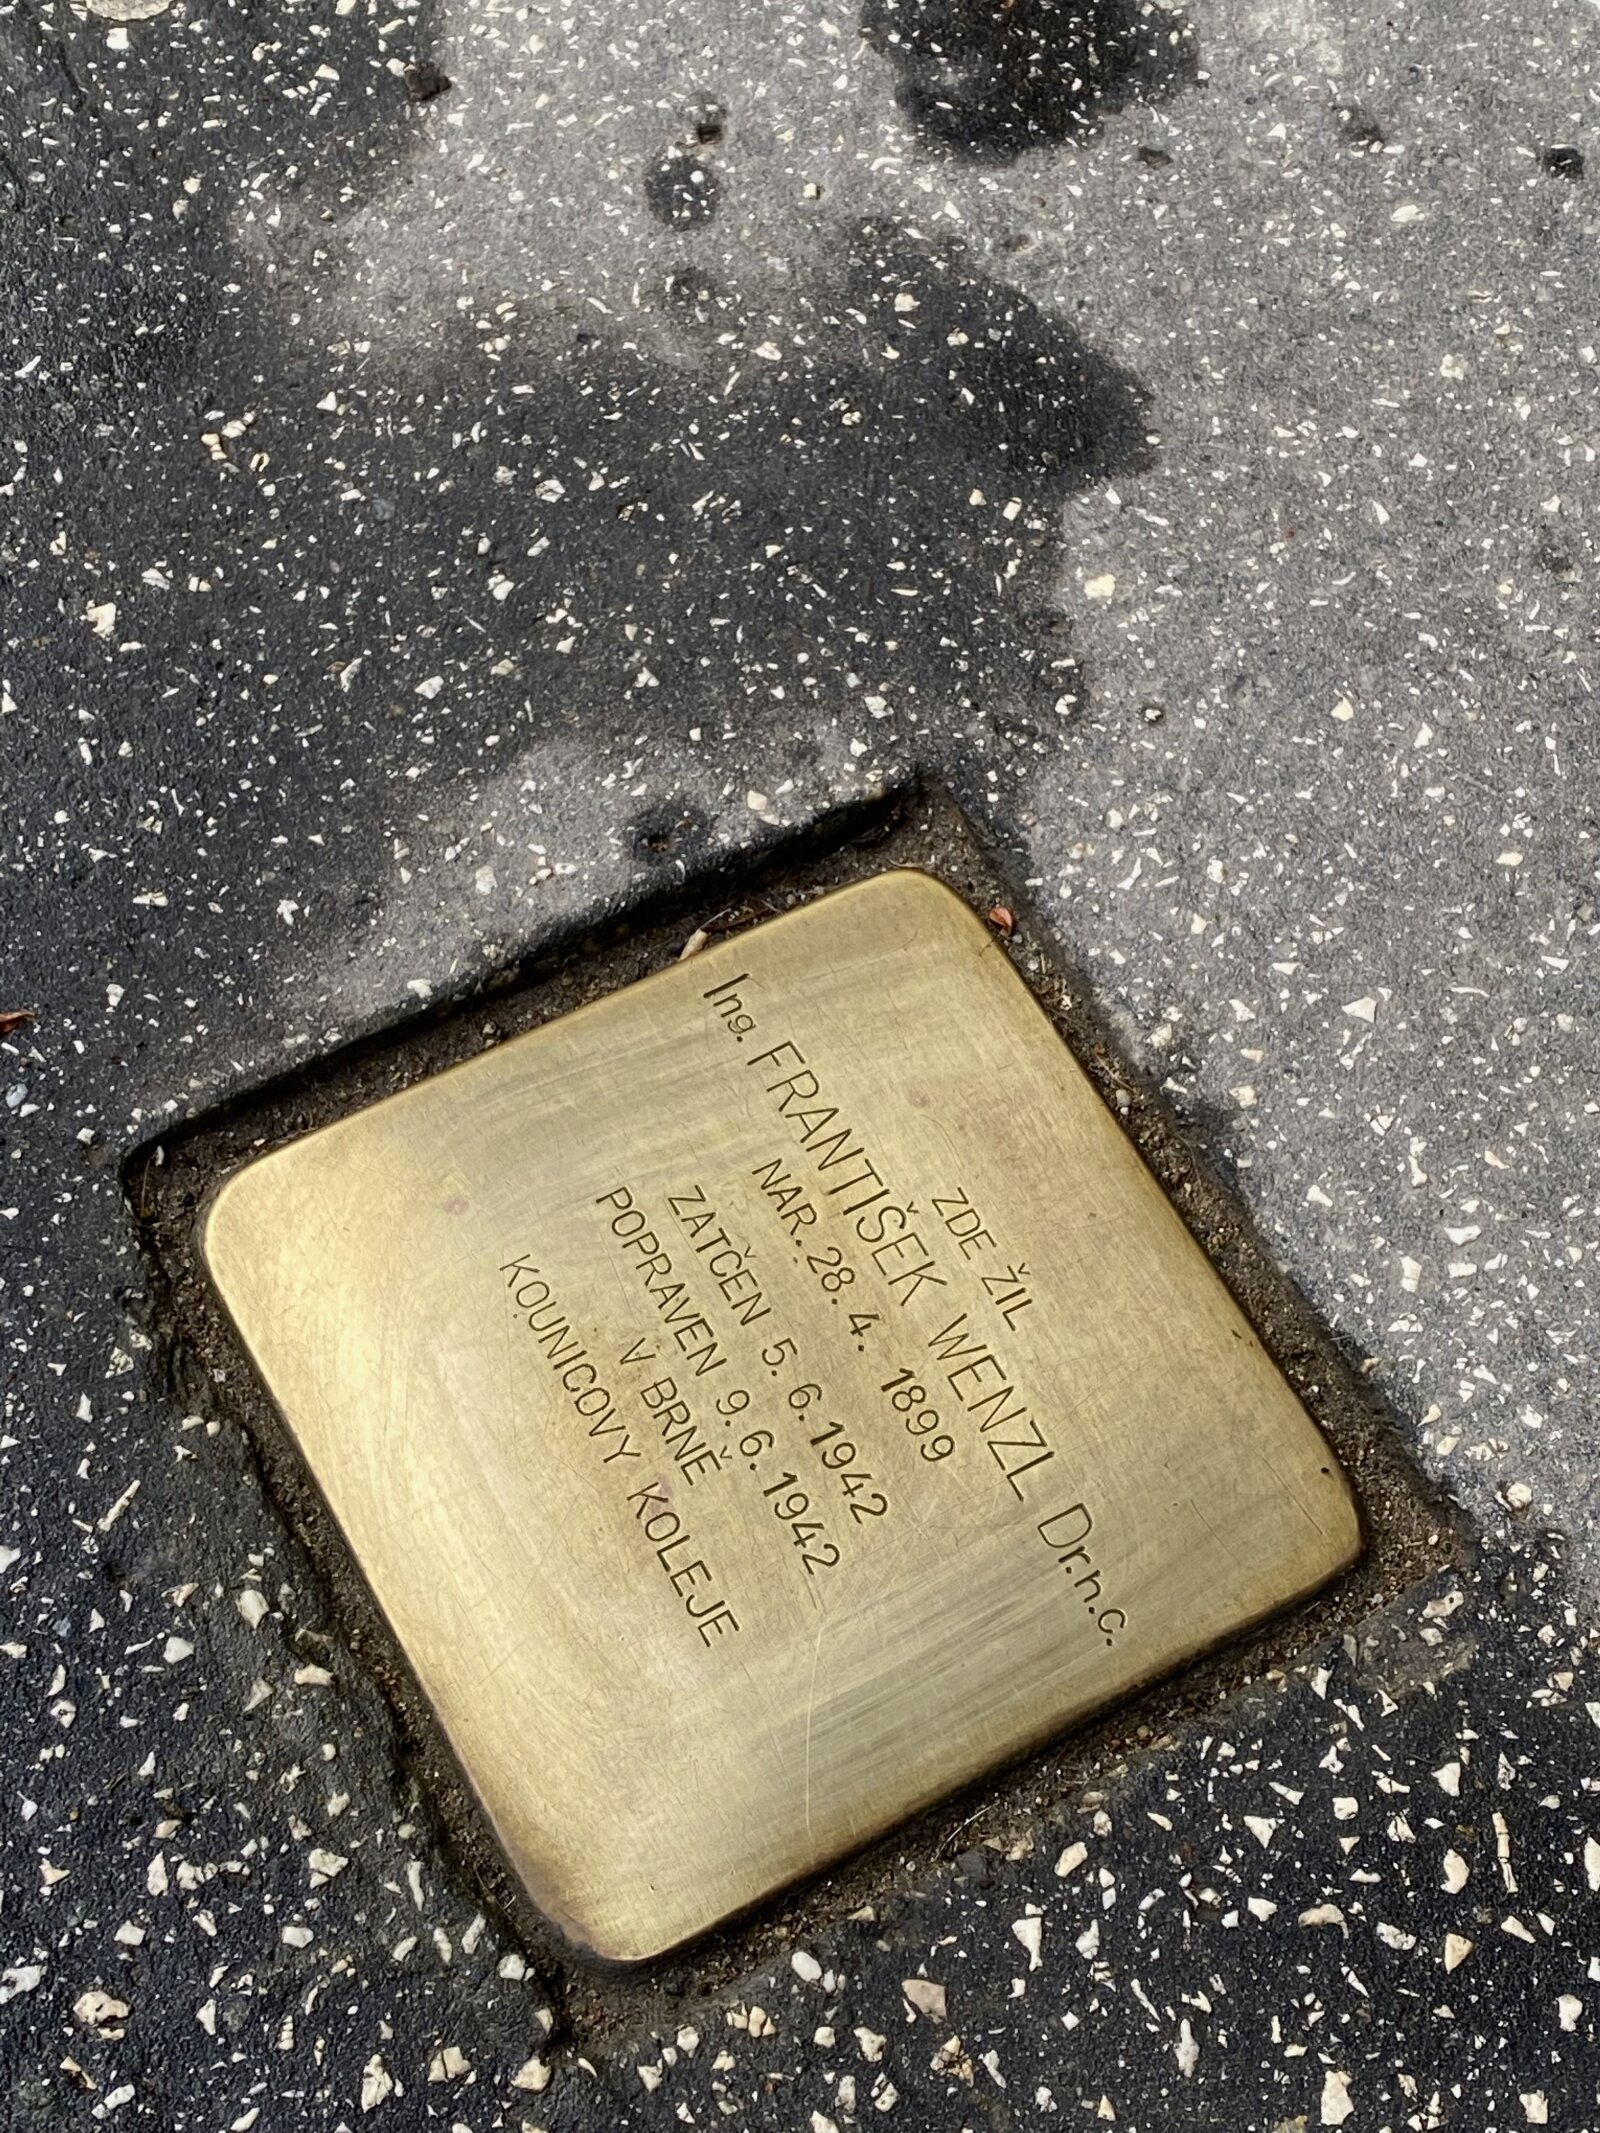 ZDE ŽIL
Ing. FRANTIŠEK WENZL Dr.h.c.
NAR. 28. 4. 1899
ZATČEN 5. 6. 1942
POPRAVEN 9. 6. 1942
V BRNĚ
KOUNICOVY KOLEJE